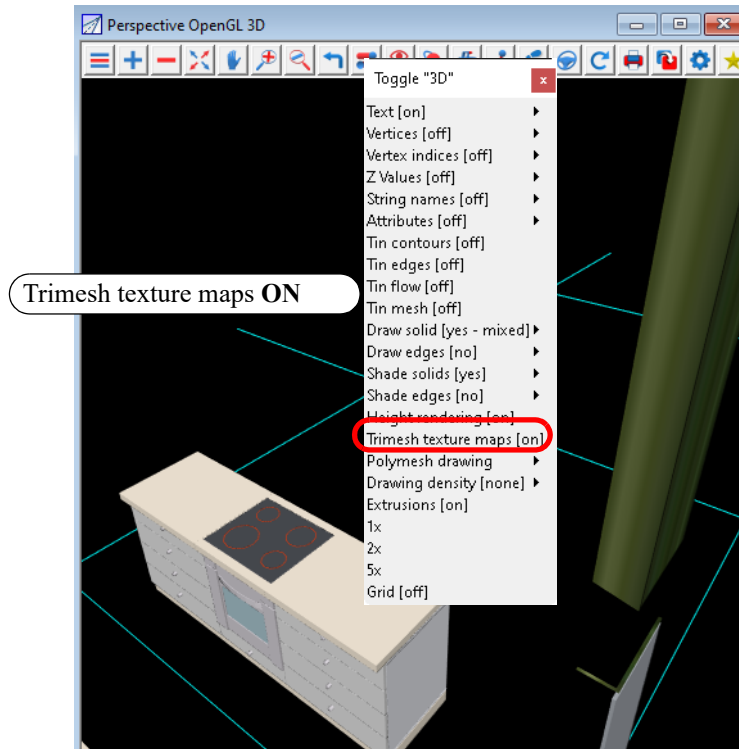 Perspective OpenGL 3D
Toggle "3D"
x
Text [on]
Vertices [off]
Vertex indices [off]
Z Values [off]
String names [off]
Attributes [off]
Tin contours [off]
Tin edges [off]
Trimesh texture maps ON
Tin flow [off]
Tin mesh [off]
Draw solid [yes - mixed]
Draw edges [no]
Shade solids [yes]
Shade edges [no]
Height rendering [on]
Trimesh texture maps [on]
Polymesh drawing
Drawing density [none]
Extrusions [on]
1x
2x
5x
Grid [off]